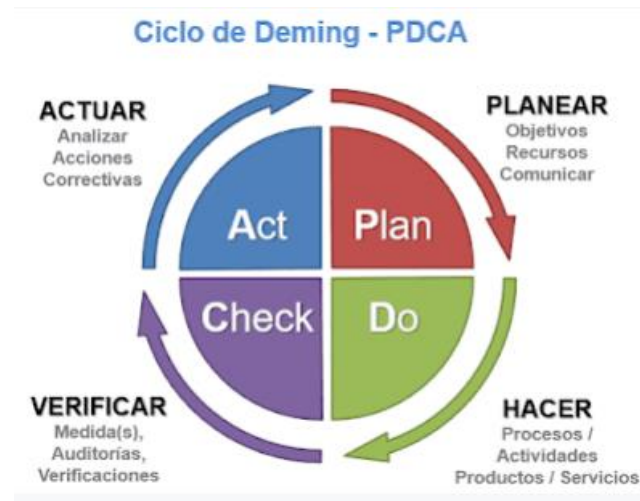 Ciclo de Deming - PDCA
ACTUAR
Analizar
Acciones
Correctivas
PLANEAR
Objetivos
Recursos
Comunicar
Act
Plan
Check
Do
VERIFICAR
Medida(s),
Auditorías,
Verificaciones
HACER
Procesos /
Actividades
Productos / Servicios